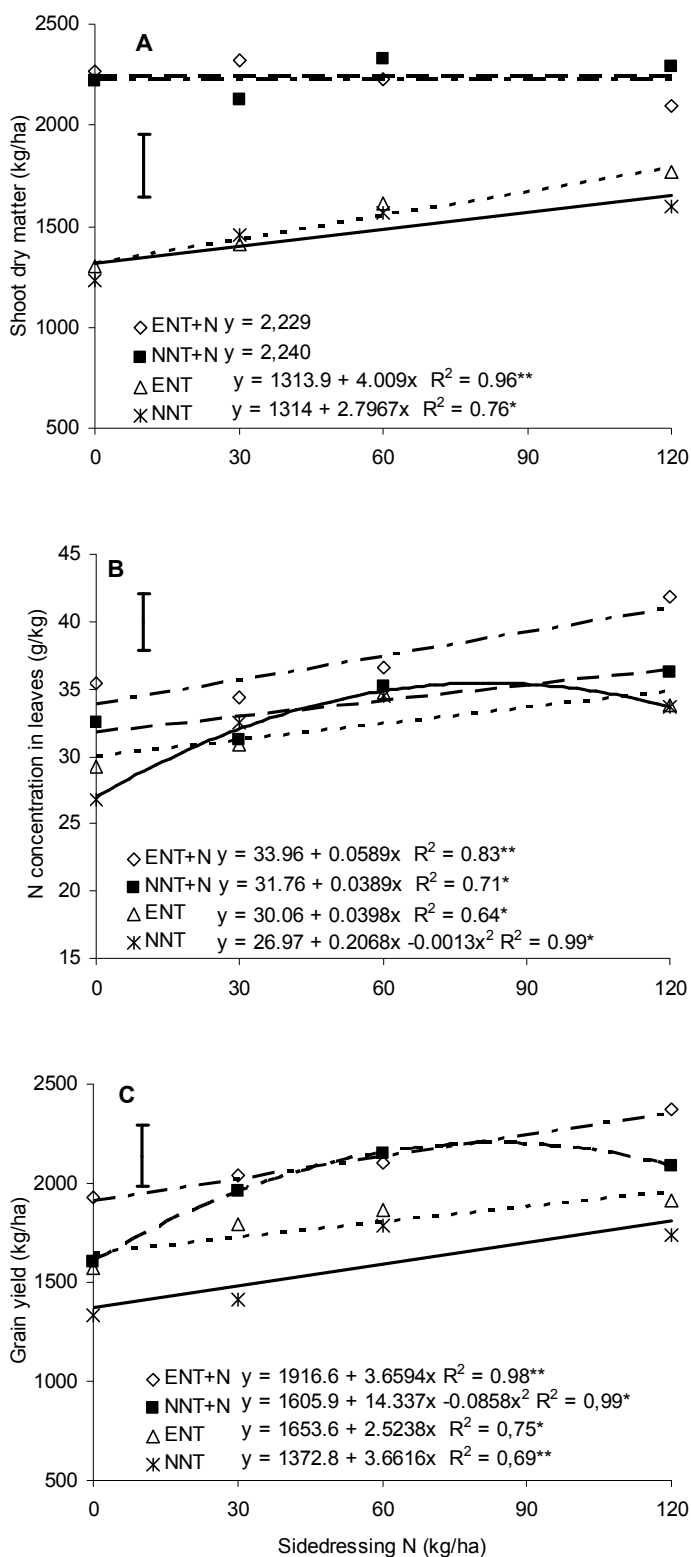 A
2500
2000
1500
1000
500
Shoot dry matter (kg/ha)
ENT+N y = 2,229
NNT+N y = 2,240
ENT y = 1313.9 + 4.009x R² = 0.96**
NNT y = 1314 + 2.7967x R² = 0.76*
0 30 60 90 120
B
45
40
35
30
25
20
15
N concentration in leaves (g/kg)
ENT+N y = 33.96 + 0.0589x R² = 0.83**
NNT+N y = 31.76 + 0.0389x R² = 0.71*
ENT y = 30.06 + 0.0398x R² = 0.64*
NNT y = 26.97 + 0.2068x -0.0013x² R² = 0.99*
0 30 60 90 120
C
2500
2000
1500
1000
500
Grain yield (kg/ha)
ENT+N y = 1916.6 + 3.6594x R² = 0.98**
NNT+N y = 1605.9 + 14.337x -0.0858x² R² = 0,99*
ENT y = 1653.6 + 2.5238x R² = 0,75*
NNT y = 1372.8 + 3.6616x R² = 0,69**
0 30 60 90 120
Sidedressing N (kg/ha)